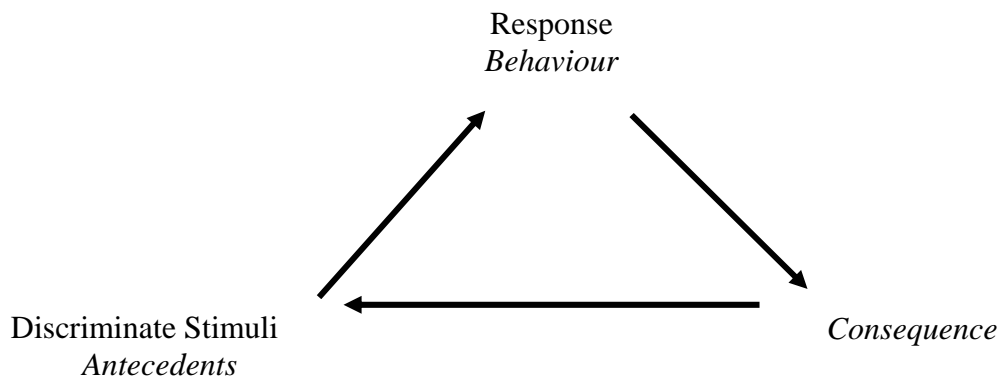 Response
Behaviour
Discriminate Stimuli
Antecedents
Consequence